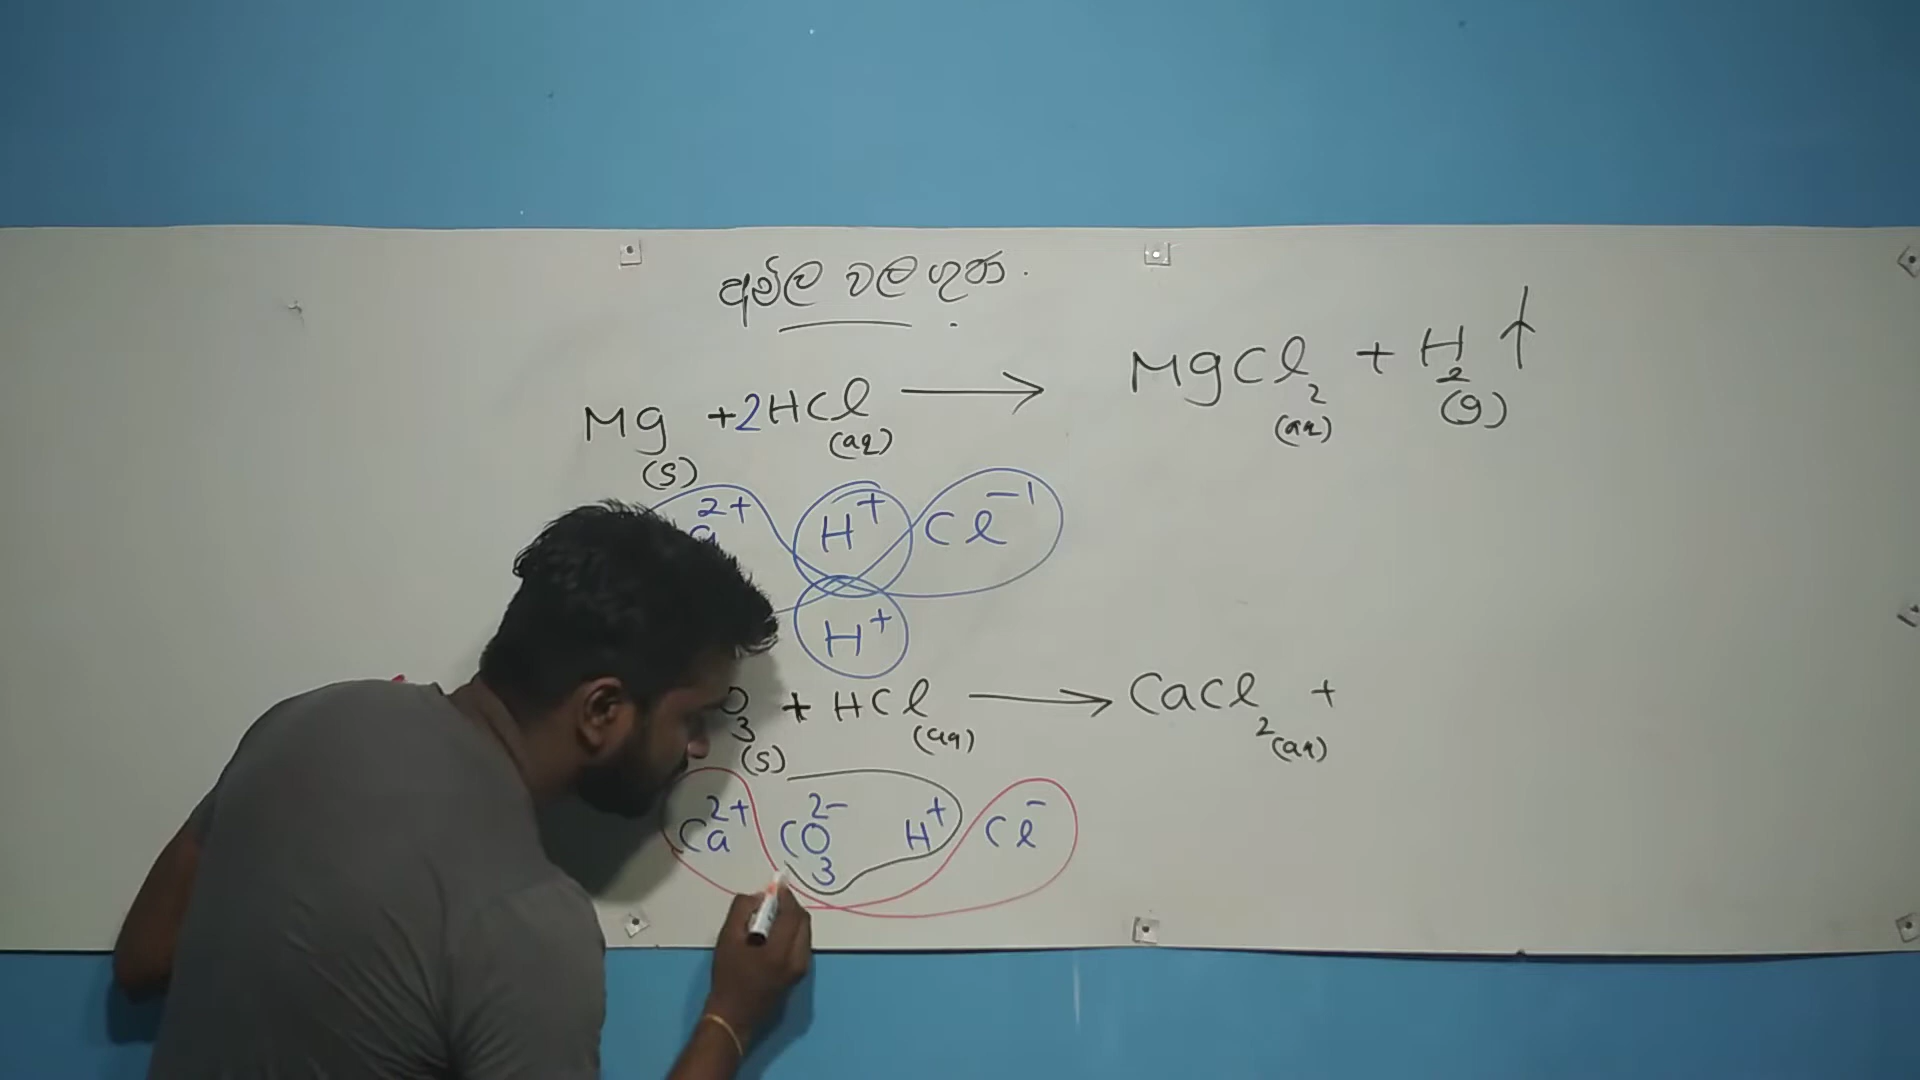 අම්ල වල ගුණ.
Mg(s) + 2HCl(aq) ⟶ MgCl₂(aq) + H₂(g) ↑
²⁺ H⁺ Cl⁻¹
H⁺
O₃(s) + HCl(aq) ⟶ CaCl₂(aq) +
Ca²⁺ CO₃²⁻ H⁺ Cl⁻